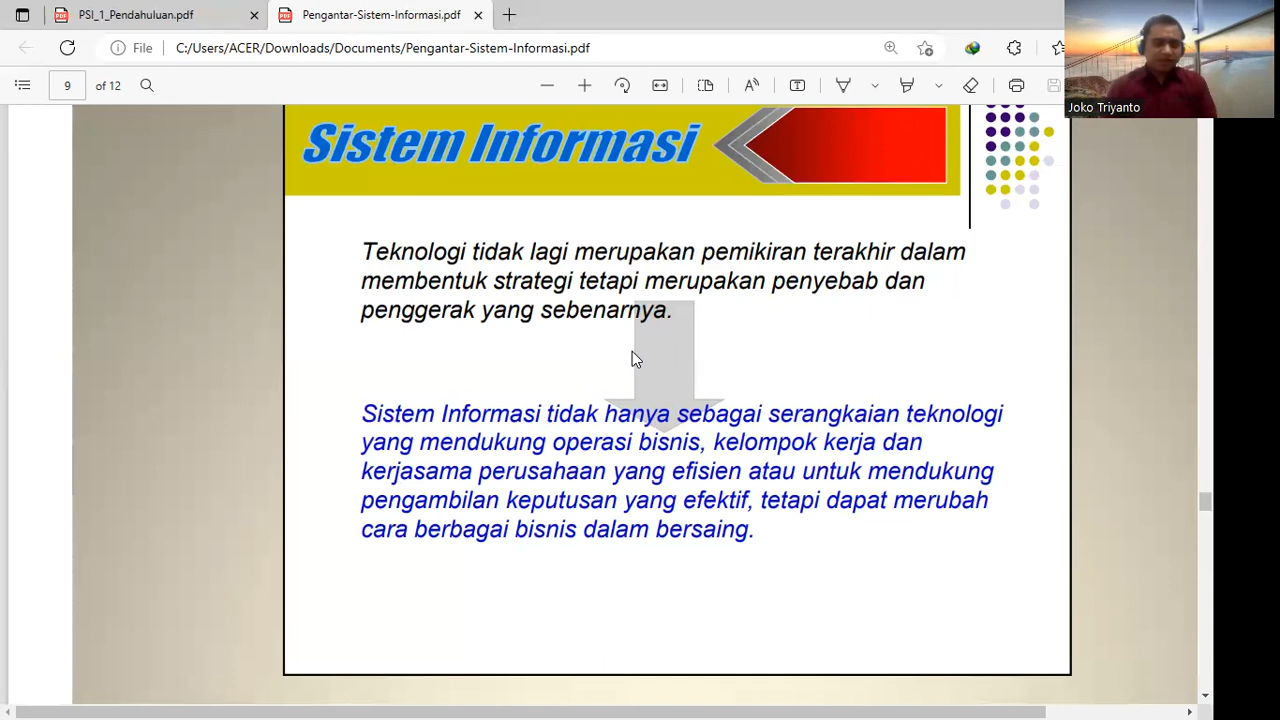 PSI_1_Pendahuluan.pdf
Pengantar-Sistem-Informasi.pdf
File
C:/Users/ACER/Downloads/Documents/Pengantar-Sistem-Informasi.pdf
9
of 12
Joko Triyanto
Sistem Informasi
Teknologi tidak lagi merupakan pemikiran terakhir dalam
membentuk strategi tetapi merupakan penyebab dan
penggerak yang sebenarnya.
Sistem Informasi tidak hanya sebagai serangkaian teknologi
yang mendukung operasi bisnis, kelompok kerja dan
kerjasama perusahaan yang efisien atau untuk mendukung
pengambilan keputusan yang efektif, tetapi dapat merubah
cara berbagai bisnis dalam bersaing.